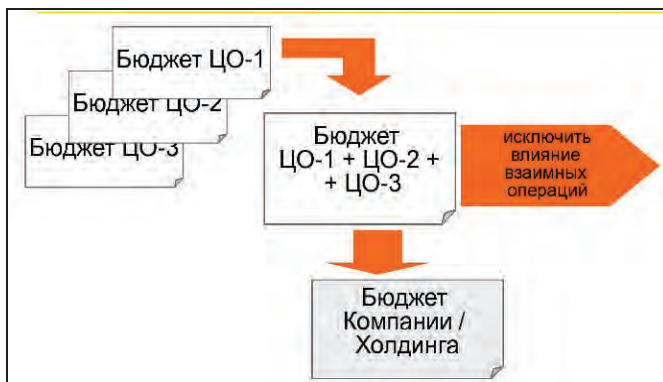 Бюджет ЦО-1
Бюджет ЦО-2
Бюджет ЦО-3
Бюджет
ЦО-1 + ЦО-2 +
+ ЦО-3
исключить
влияние
взаимных
операций
Бюджет
Компании /
Холдинга